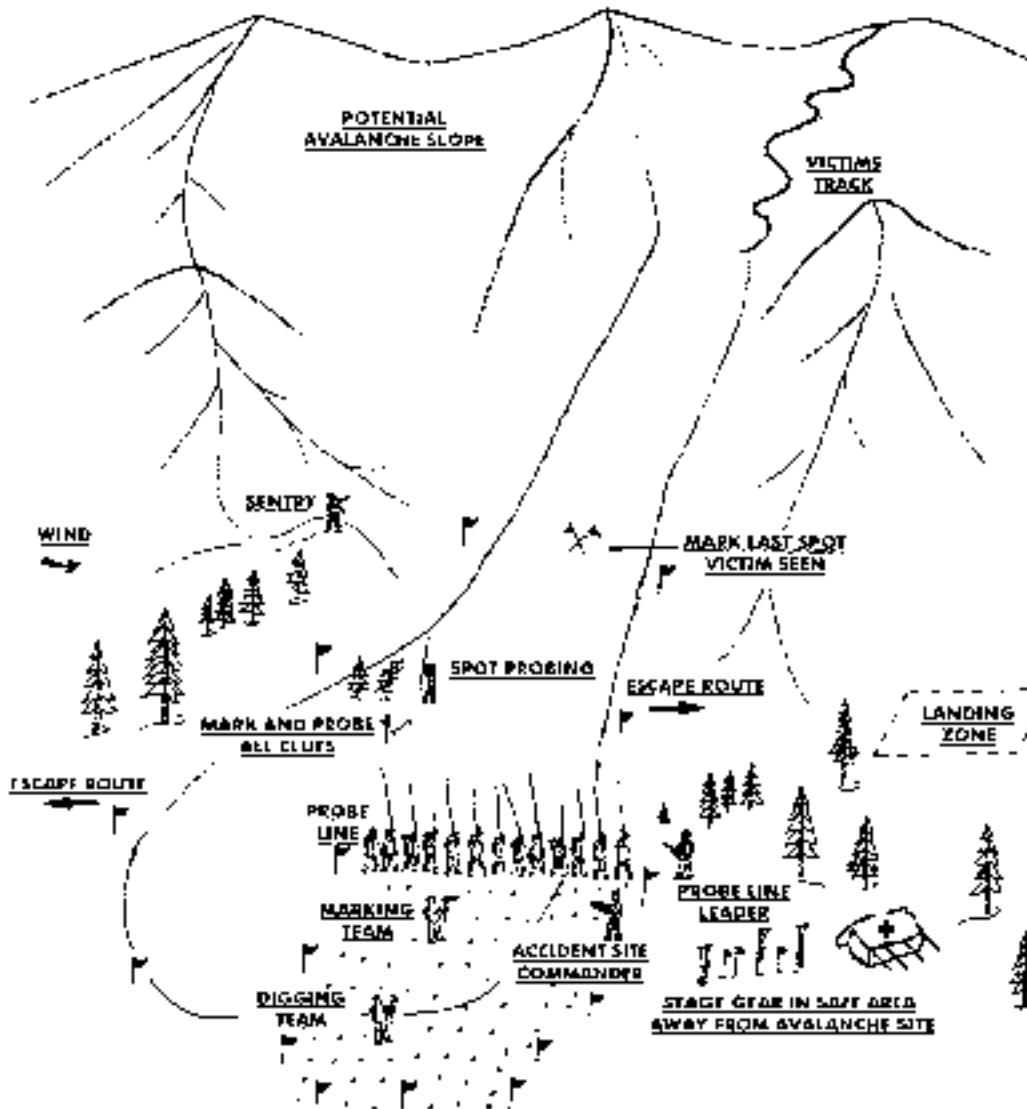 POTENTIAL
AVALANCHE SLOPE
VICTIMS
TRACK
SENTRY
WIND
MARK LAST SPOT
VICTIM SEEN
SPOT PROBING
ESCAPE ROUTE
MARK AND PROBE
ALL CLUES
LANDING
ZONE
ESCAPE ROUTE
PROBE
LINE
MARKING
TEAM
PROBE LINE
LEADER
ACCIDENT SITE
COMMANDER
DIGGING
TEAM
STAGE GEAR IN SAFE AREA
AWAY FROM AVALANCHE SITE